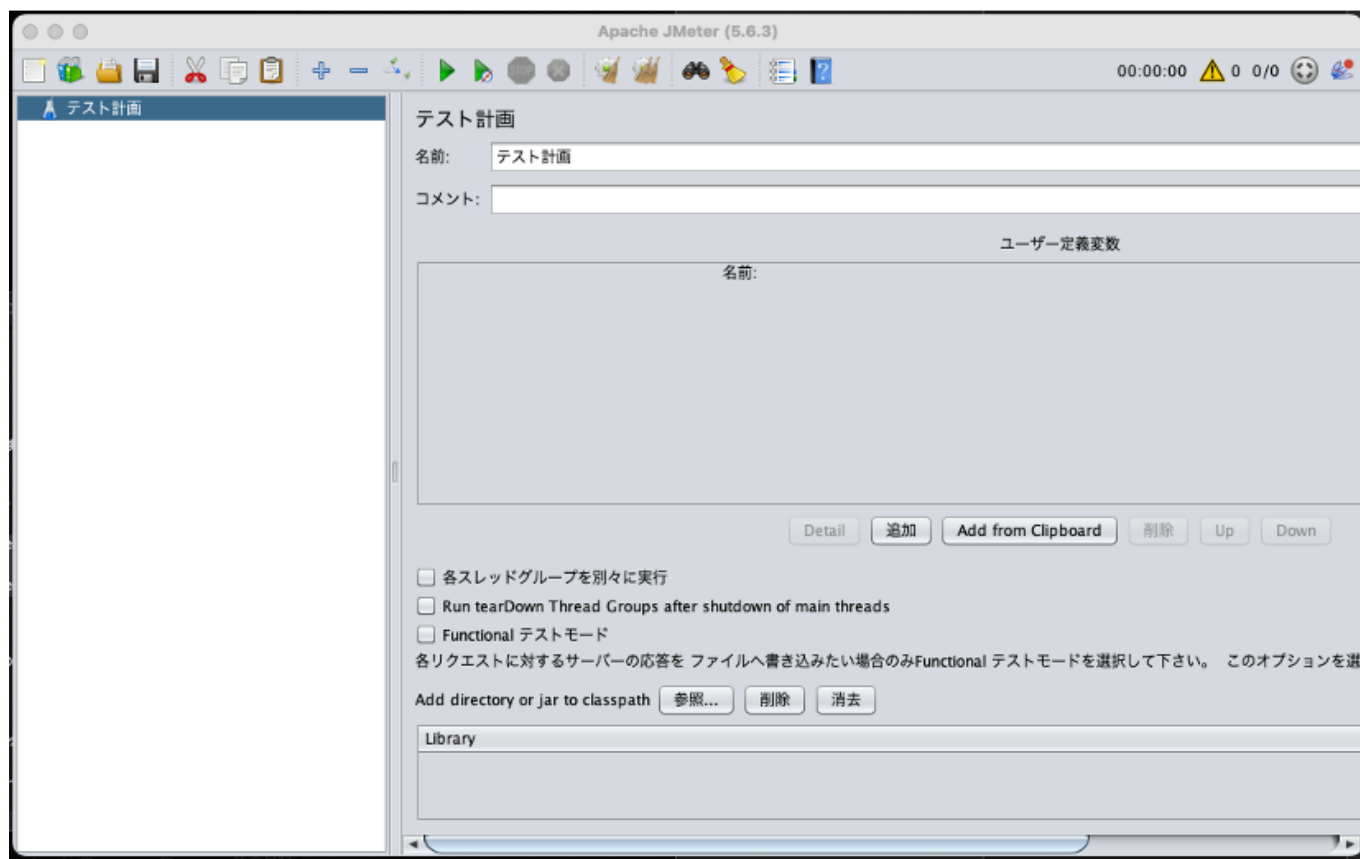 Apache JMeter (5.6.3)
STOP
00:00:00 0 0/0
テスト計画
テスト計画
名前: テスト計画
コメント:
ユーザー定義変数
名前:
Detail 追加 Add from Clipboard 削除 Up Down
各スレッドグループを別々に実行
Run tearDown Thread Groups after shutdown of main threads
Functional テストモード
各リクエストに対するサーバーの応答を ファイルへ書き込みたい場合のみFunctional テストモードを選択して下さい。 このオプションを選
Add directory or jar to classpath 参照... 削除 消去
Library